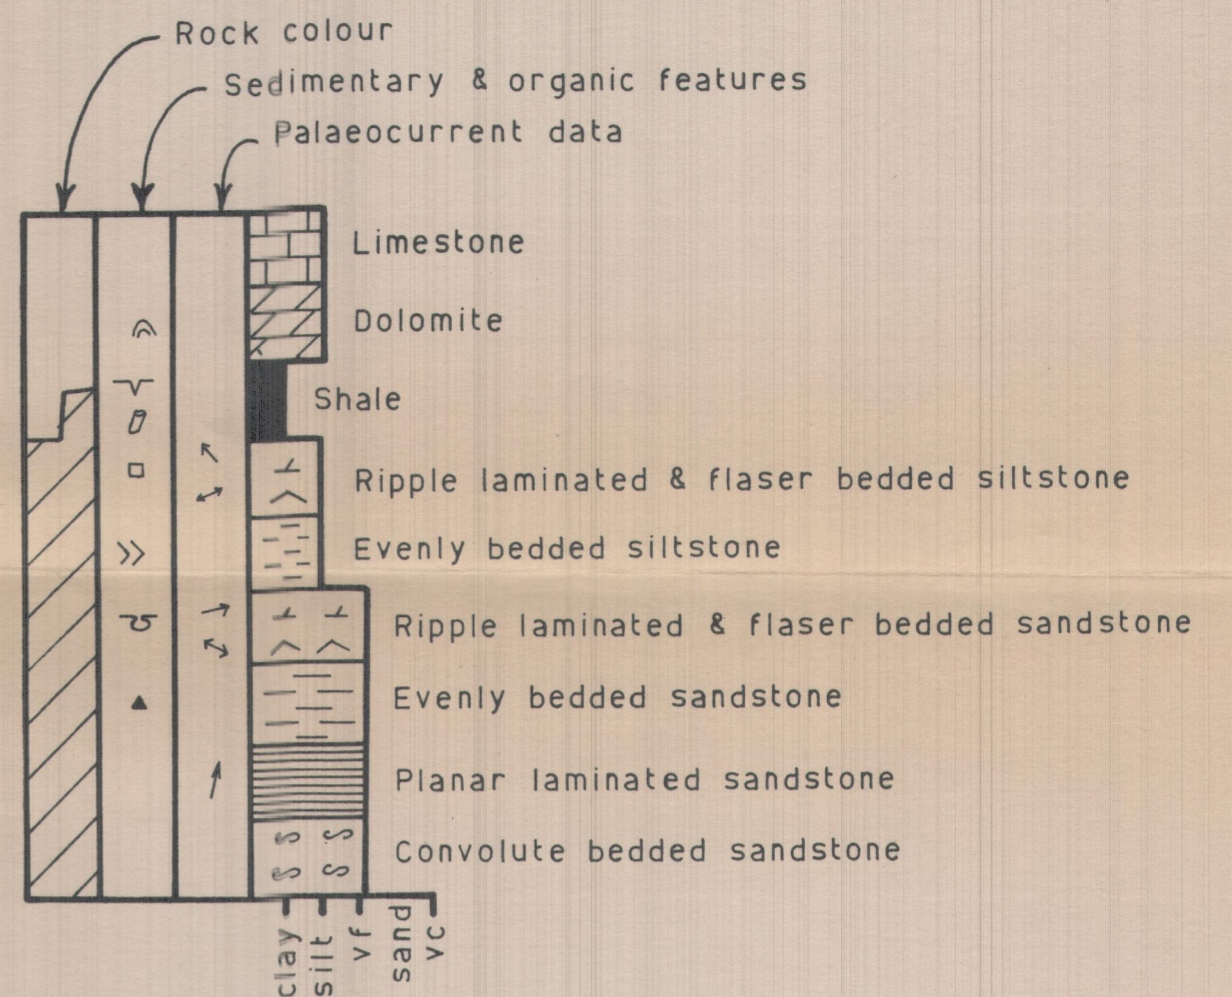 Rock colour
Sedimentary & organic features
Palaeocurrent data
Limestone
Dolomite
Shale
Ripple laminated & flaser bedded siltstone
Evenly bedded siltstone
Ripple laminated & flaser bedded sandstone
Evenly bedded sandstone
Planar laminated sandstone
Convolute bedded sandstone
clay
silt
vf
sand
vc